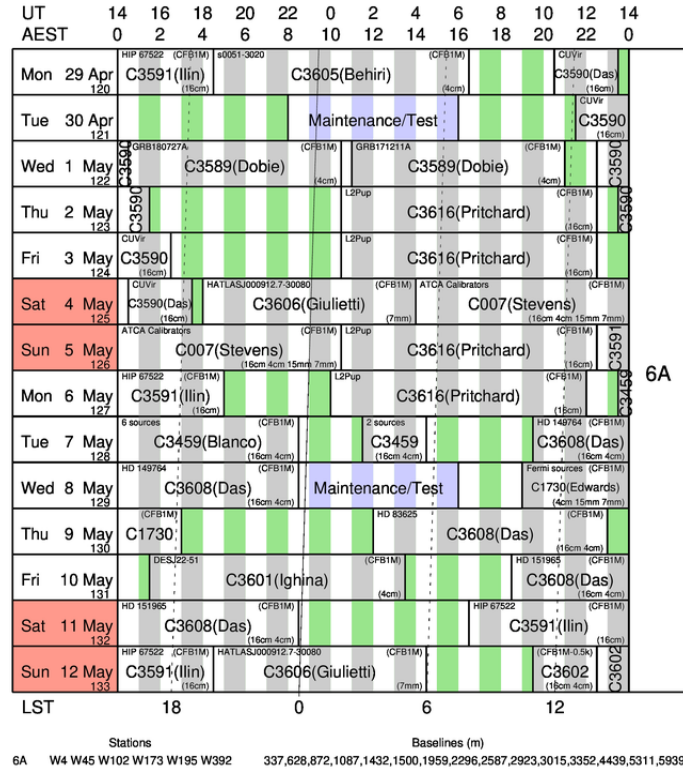 UT 14 16 18 20 22 0 2 4 6 8 10 12 14
AEST 0 2 4 6 8 10 12 14 16 18 20 22 0
HIP 67522 (CFB1M) s0051-3020 (CFB1M) CUVir
Mon 29 Apr C3591(Ilin) C3605(Behiri) C3590(Das)
120 (16cm) (4cm) (16cm)
CUVir
Tue 30 Apr Maintenance/Test C3590
121 (16cm)
GRB180727A (CFB1M) GRB171211A (CFB1M)
Wed 1 May C3590 C3589(Dobie) C3589(Dobie) C3590
122 (4cm) (4cm)
L2Pup (CFB1M)
Thu 2 May C3590 C3616(Pritchard) C3590
123 (16cm)
CUVir L2Pup (CFB1M)
Fri 3 May C3590 C3616(Pritchard)
124 (16cm) (16cm)
CUVir HATLASJ000912.7-30080 (CFB1M) ATCA Calibrators (CFB1M)
Sat 4 May C3590(Das) C3606(Giulietti) C007(Stevens)
125 (16cm) (7mm) (16cm 4cm 15mm 7mm)
ATCA Calibrators (CFB1M) L2Pup (CFB1M)
Sun 5 May C007(Stevens) C3616(Pritchard) C3591
126 (16cm 4cm 15mm 7mm) (16cm)
6A
HIP 67522 (CFB1M) L2Pup (CFB1M)
Mon 6 May C3591(Ilin) C3616(Pritchard) C3459
127 (16cm) (16cm)
6 sources (CFB1M) 2 sources (CFB1M) HD 149764 (CFB1M)
Tue 7 May C3459(Blanco) C3459 C3608(Das)
128 (16cm 4cm) (16cm 4cm) (16cm 4cm)
HD 149764 (CFB1M) Fermi sources (CFB1M)
Wed 8 May C3608(Das) Maintenance/Test C1730(Edwards)
129 (16cm 4cm) (4cm 15mm 7mm)
(CFB1M) HD 83625 (CFB1M)
Thu 9 May C1730 C3608(Das)
130 (16cm 4cm)
DESJ22-51 (CFB1M) HD 151965 (CFB1M)
Fri 10 May C3601(Ighina) C3608(Das)
131 (4cm) (16cm 4cm)
HD 151965 (CFB1M) HIP 67522 (CFB1M)
Sat 11 May C3608(Das) C3591(Ilin)
132 (16cm 4cm) (16cm)
HIP 67522 (CFB1M) HATLASJ000912.7-30080 (CFB1M) (CFB1M-0.5k)
Sun 12 May C3591(Ilin) C3606(Giulietti) C3602 C3602
133 (16cm) (7mm) (16cm 4cm)
LST 18 0 6 12
Stations Baselines (m)
6A W4 W45 W102 W173 W195 W392 337,628,872,1087,1432,1500,1959,2296,2587,2923,3015,3352,4439,5311,5939